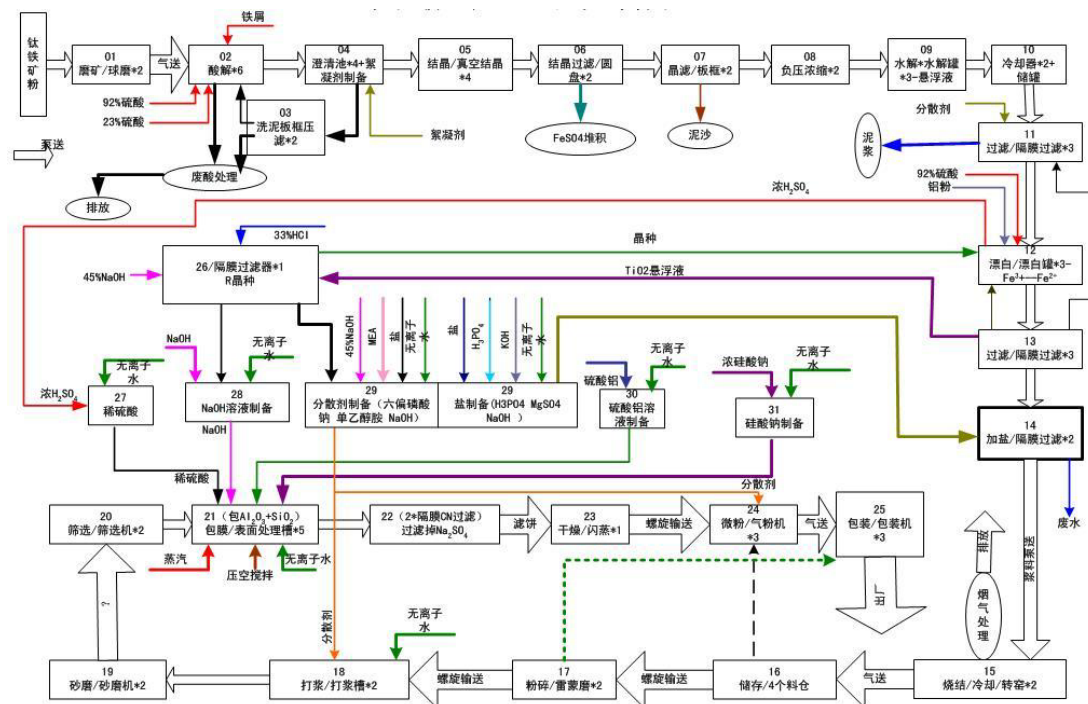 钛铁矿粉
01
磨矿/球磨*2
气送
铁屑
02
酸解*6
04
澄清池*4+絮
凝剂制备
05
结晶/真空结晶
*4
06
结晶过滤/圆
盘*2
07
晶滤/板框*2
08
负压浓缩*2
09
水解*水解罐
*3-悬浮液
10
冷却器*2+
储罐
92%硫酸
23%硫酸
03
洗泥板框压
滤*2
絮凝剂
FeSO4堆积
泥沙
泥浆
分散剂
11
过滤/隔膜过滤*3
泵送
废酸处理
排放
浓H₂SO₄
92%硫酸
铝粉
33%HCl
晶种
45%NaOH
26/隔膜过滤器*1
R晶种
TiO2悬浮液
12
漂白/漂白罐*3-
Fe³+--Fe²⁺
45%NaOH
MEA
盐
无离子水
盐
H₃PO₄
KOH
无离子水
13
过滤/隔膜过滤*3
无离子
水
NaOH
无离子
水
硫酸铝
无离子
水
浓硅酸钠
无离子
水
浓H₂SO₄
27
稀硫酸
28
NaOH溶液制备
29
分散剂制备（六偏磷酸
钠 单乙醇胺 NaOH）
29
盐制备(H3PO4 MgSO4
NaOH ）
30
硫酸铝溶
液制备
31
硅酸钠制备
14
加盐/隔膜过滤*2
NaOH
稀硫酸
分散剂
20
筛选/筛选机*2
21（包Al₂O₃+SiO₂）
包膜/表面处理槽*5
22（2*隔膜CN过滤）
过滤掉Na₂SO₄
滤饼
23
干燥/闪蒸*1
螺旋输送
24
微粉/气粉机
*3
气送
25
包装/包装机
*3
废水
蒸汽
压空搅拌
无离子水
?
分散剂
无离子
水
出厂
排放
烟气处理
浆料泵送
19
砂磨/砂磨机*2
18
打浆/打浆槽*2
螺旋输送
17
粉碎/雷蒙磨*2
螺旋输送
16
储存/4个料仓
气送
15
烧结/冷却/转窑*2